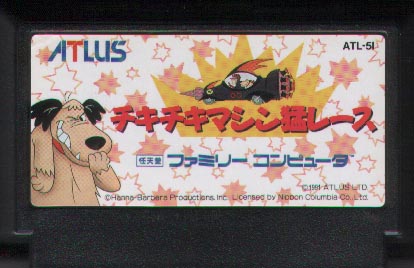 ATLUS
ATL-5I
チキチキマシン猛レース
任天堂 ファミリーコンピュータ
©1991 ATLUS LTD.
©Hanna-Barbera Productions, Inc. Licensed by Nippon Columbia Co., Ltd.